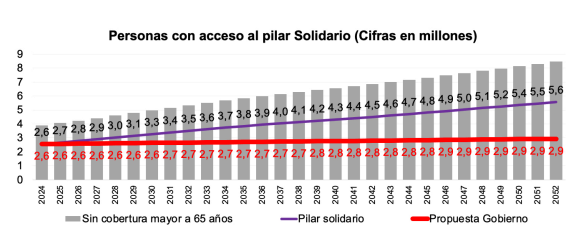 Personas con acceso al pilar Solidario (Cifras en millones)
9
8
7
6
5
4
3
2
1
0
2,6 2,7 2,8 2,9 3,0 3,1 3,3 3,4 3,5 3,6 3,7 3,8 3,9 4,0 4,1 4,2 4,3 4,4 4,5 4,6 4,7 4,8 4,9 5,0 5,1 5,2 5,4 5,5 5,6
2,6 2,6 2,6 2,6 2,6 2,6 2,6 2,7 2,7 2,7 2,7 2,7 2,7 2,7 2,7 2,8 2,8 2,8 2,8 2,8 2,8 2,8 2,9 2,9 2,9 2,9 2,9 2,9 2,9
2024 2025 2026 2027 2028 2029 2030 2031 2032 2033 2034 2035 2036 2037 2038 2039 2040 2041 2042 2043 2044 2045 2046 2047 2048 2049 2050 2051 2052
Sin cobertura mayor a 65 años Pilar solidario Propuesta Gobierno